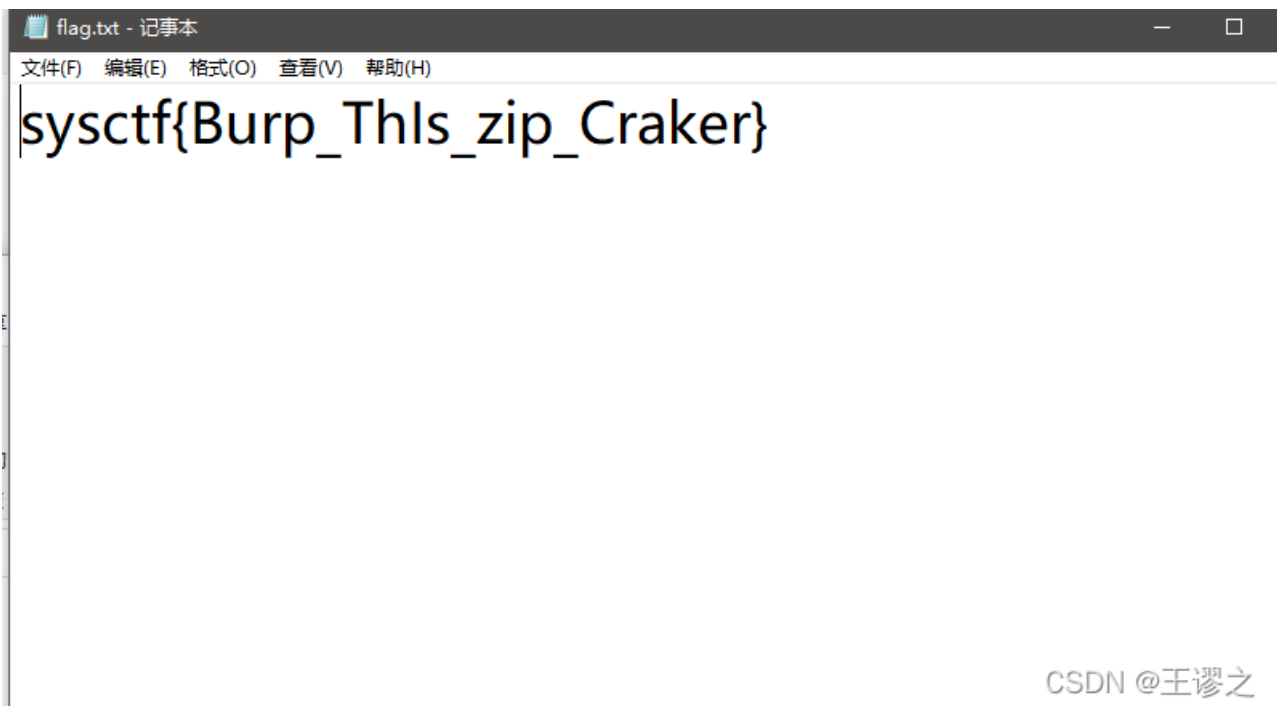 flag.txt - 记事本
文件(F) 编辑(E) 格式(O) 查看(V) 帮助(H)
sysctf{Burp_ThIs_zip_Craker}
CSDN @王谬之